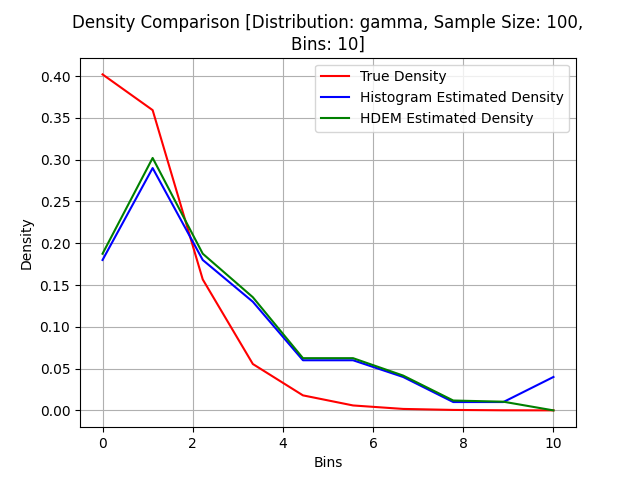 Density Comparison [Distribution: gamma, Sample Size: 100,
Bins: 10]
True Density
Histogram Estimated Density
HDEM Estimated Density
Density
0.40
0.35
0.30
0.25
0.20
0.15
0.10
0.05
0.00
0 2 4 6 8 10
Bins